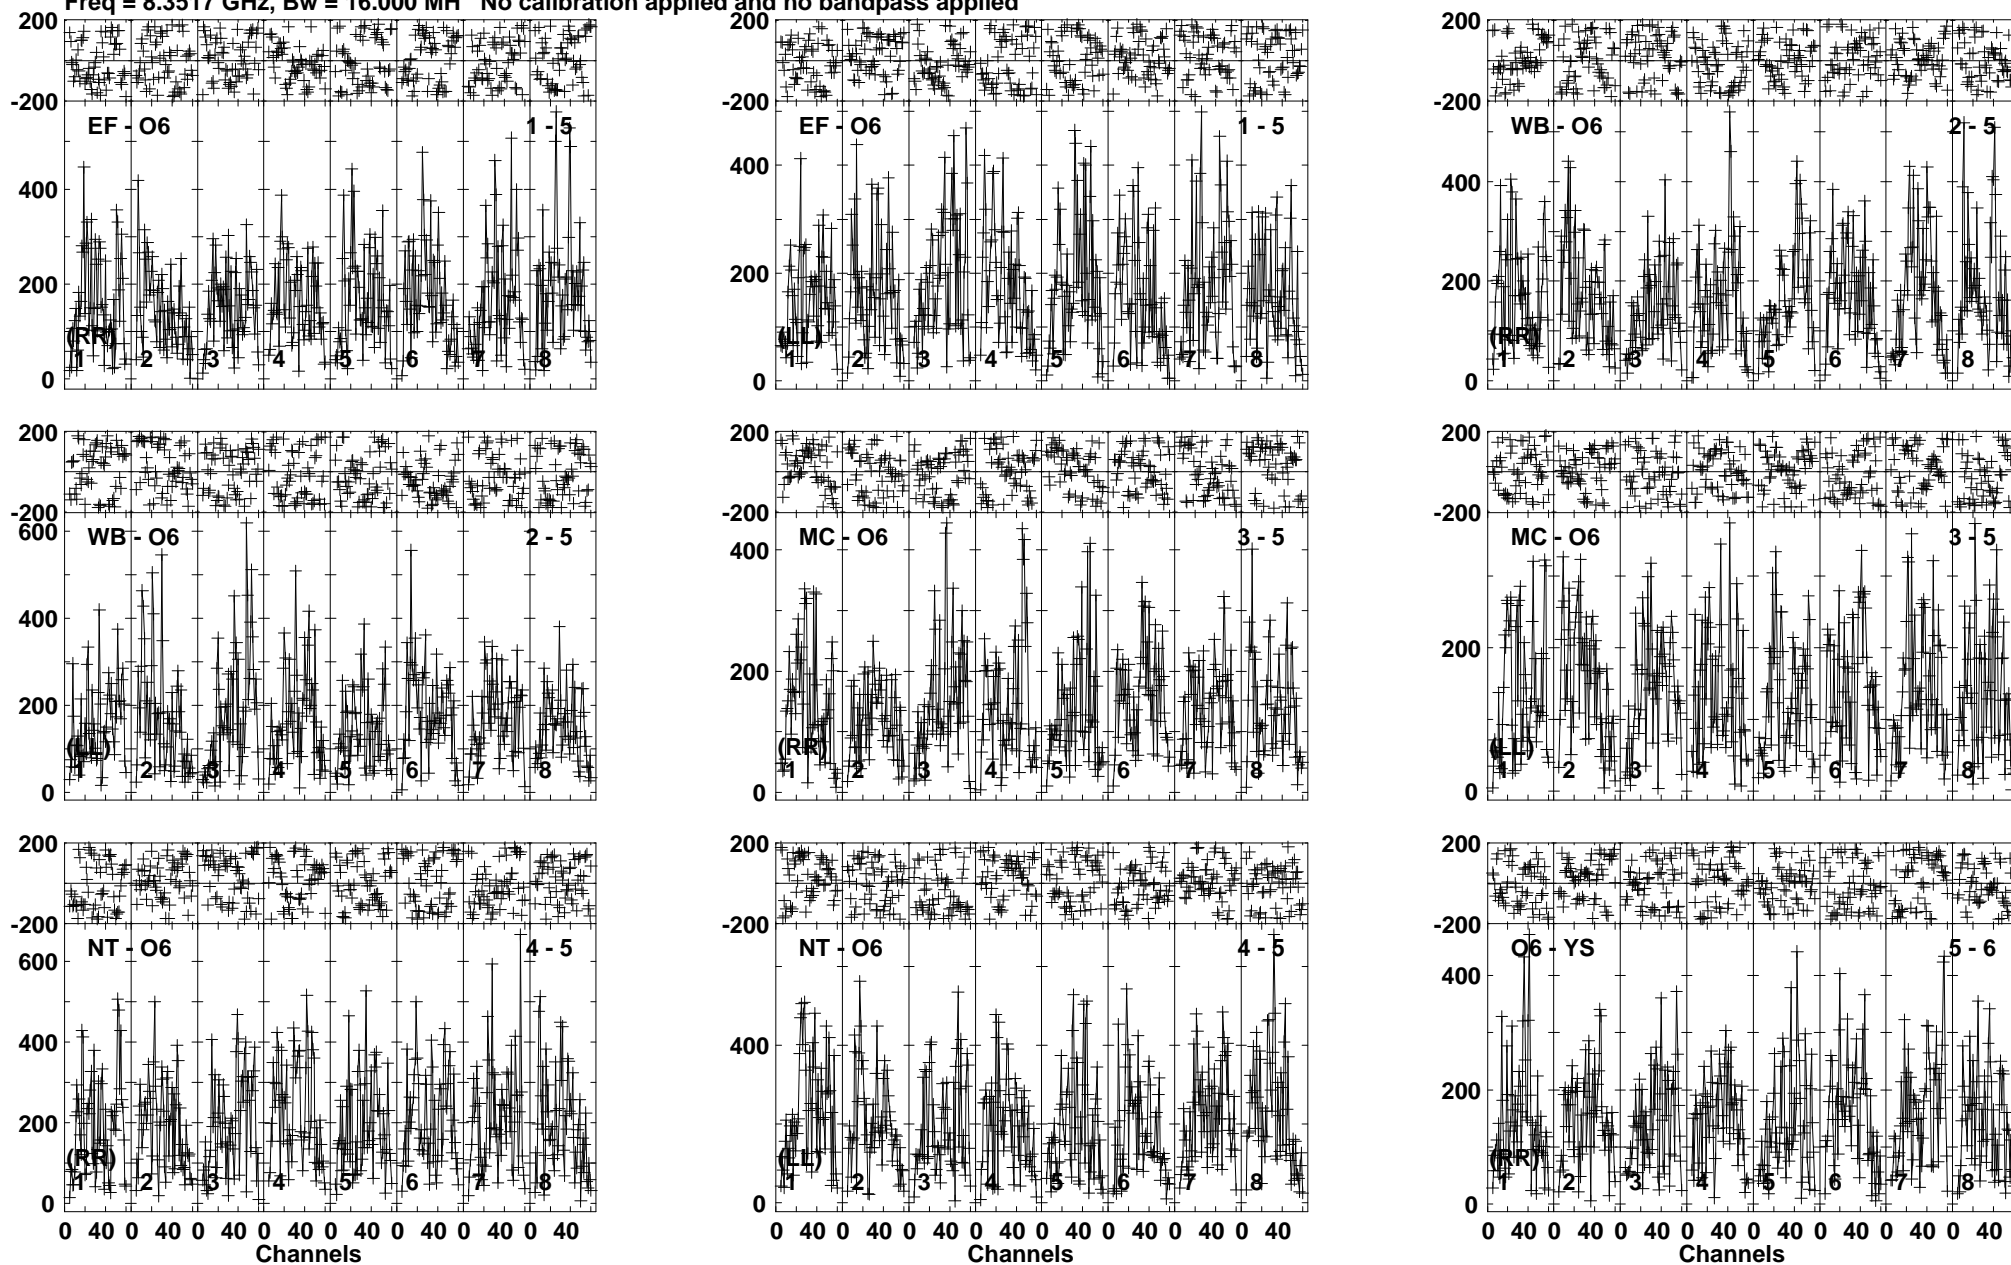 Freq = 8.3517 GHz, Bw = 16.000 MH No calibration applied and no bandpass applied
200 200 200
-200 -200 -200
EF - O6 1 - 5 EF - O6 1 - 5 WB - O6 2 - 5
400 400 400
200 200 200
(RR) (LL) (RR)
1 2 3 4 5 6 7 8 1 2 3 4 5 6 7 8 1 2 3 4 5 6 7 8
0 0 0
200 200 200
-200 -200 -200
WB - O6 2 - 5 MC - O6 3 - 5 MC - O6 3 - 5
600
400 400
200 200 200
(LL) (RR) (LL)
1 2 3 4 5 6 7 8 1 2 3 4 5 6 7 8 1 2 3 4 5 6 7 8
0 0 0
200 200 200
-200 -200 -200
NT - O6 4 - 5 NT - O6 4 - 5 O6 - YS 5 - 6
600
400 400 400
200 200
(RR) (LL) (RR)
1 2 3 4 5 6 7 8 1 2 3 4 5 6 7 8 1 2 3 4 5 6 7 8
0 0 0
0 40 0 40 0 40 0 40 0 40 0 40 0 40 0 40 0 40 0 40 0 40 0 40 0 40 0 40 0 40 0 40 0 40 0 40 0 40 0 40 0 40 0 40 0 40 0 40
Channels Channels Channels